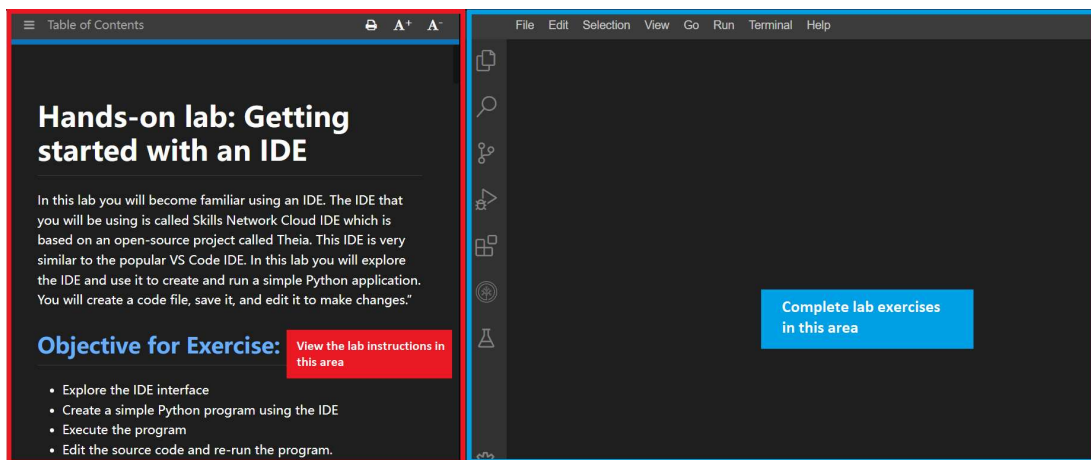 Table of Contents
A+ A-
Hands-on lab: Getting
started with an IDE
In this lab you will become familiar using an IDE. The IDE that
you will be using is called Skills Network Cloud IDE which is
based on an open-source project called Theia. This IDE is very
similar to the popular VS Code IDE. In this lab you will explore
the IDE and use it to create and run a simple Python application.
You will create a code file, save it, and edit it to make changes.”
Objective for Exercise:
View the lab instructions in
this area
• Explore the IDE interface
• Create a simple Python program using the IDE
• Execute the program
• Edit the source code and re-run the program.
File Edit Selection View Go Run Terminal Help
Complete lab exercises
in this area